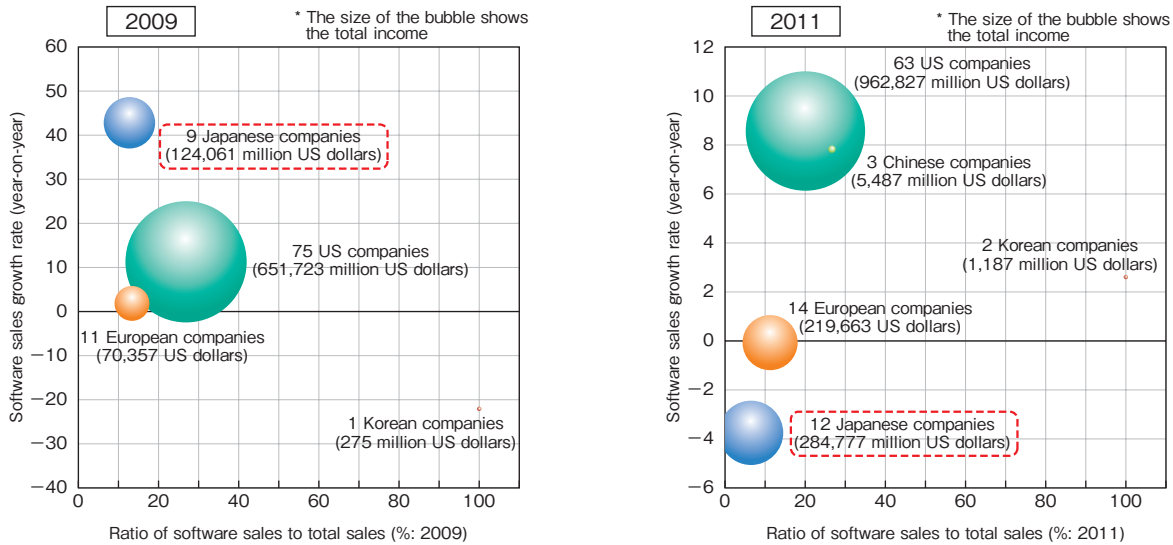 2009
* The size of the bubble shows
the total income
Software sales growth rate (year-on-year)
60
50
40
30
20
10
0
−10
−20
−30
−40
9 Japanese companies
(124,061 million US dollars)
75 US companies
(651,723 million US dollars)
11 European companies
(70,357 US dollars)
1 Korean companies
(275 million US dollars)
0 20 40 60 80 100
Ratio of software sales to total sales (%: 2009)
2011
* The size of the bubble shows
the total income
Software sales growth rate (year-on-year)
12
10
8
6
4
2
0
−2
−4
−6
63 US companies
(962,827 million US dollars)
3 Chinese companies
(5,487 million US dollars)
2 Korean companies
(1,187 million US dollars)
14 European companies
(219,663 US dollars)
12 Japanese companies
(284,777 million US dollars)
0 20 40 60 80 100
Ratio of software sales to total sales (%: 2011)